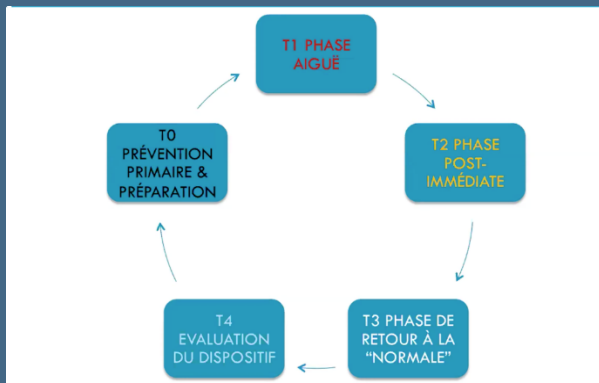 T1 PHASE
AIGUË
T0
PRÉVENTION
PRIMAIRE &
PRÉPARATION
T2 PHASE
POST-
IMMÉDIATE
T4
EVALUATION
DU DISPOSITIF
T3 PHASE DE
RETOUR À LA
“NORMALE”